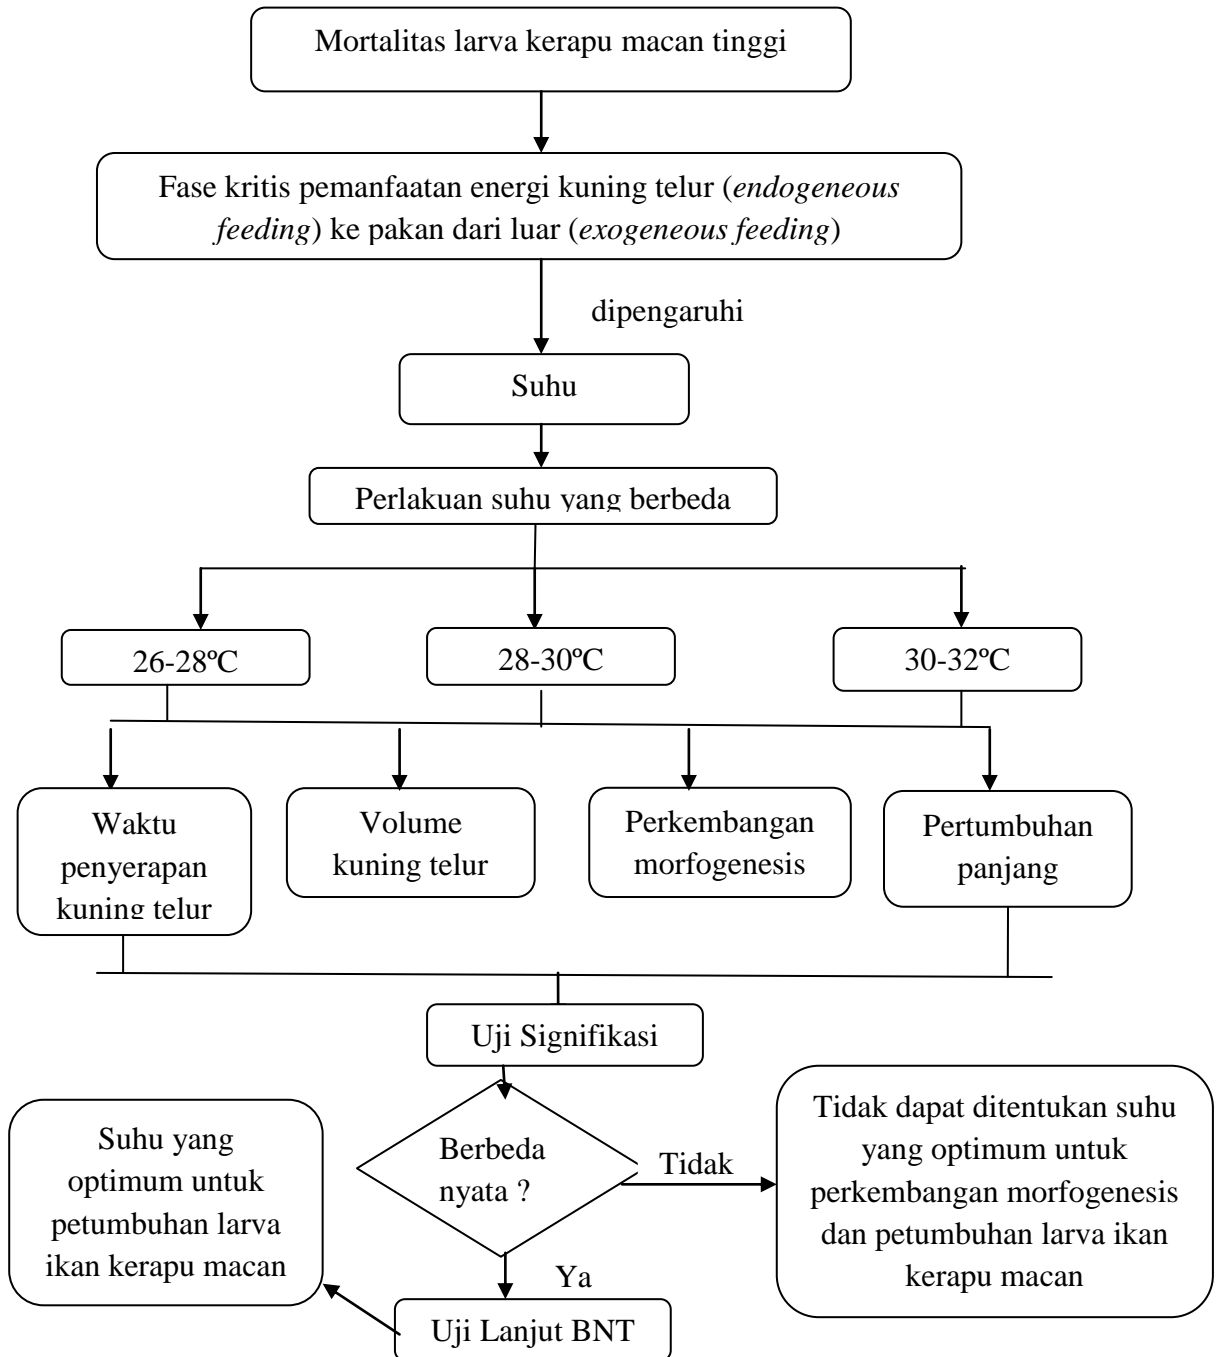 Mortalitas larva kerapu macan tinggi
Fase kritis pemanfaatan energi kuning telur (endogeneous
feeding) ke pakan dari luar (exogeneous feeding)
dipengaruhi
Suhu
Perlakuan suhu yang berbeda
26-28ºC
28-30ºC
30-32ºC
Waktu
penyerapan
kuning telur
Volume
kuning telur
Perkembangan
morfogenesis
Pertumbuhan
panjang
Uji Signifikasi
Berbeda
nyata ?
Tidak
Tidak dapat ditentukan suhu
yang optimum untuk
perkembangan morfogenesis
dan petumbuhan larva ikan
kerapu macan
Ya
Uji Lanjut BNT
Suhu yang
optimum untuk
petumbuhan larva
ikan kerapu macan